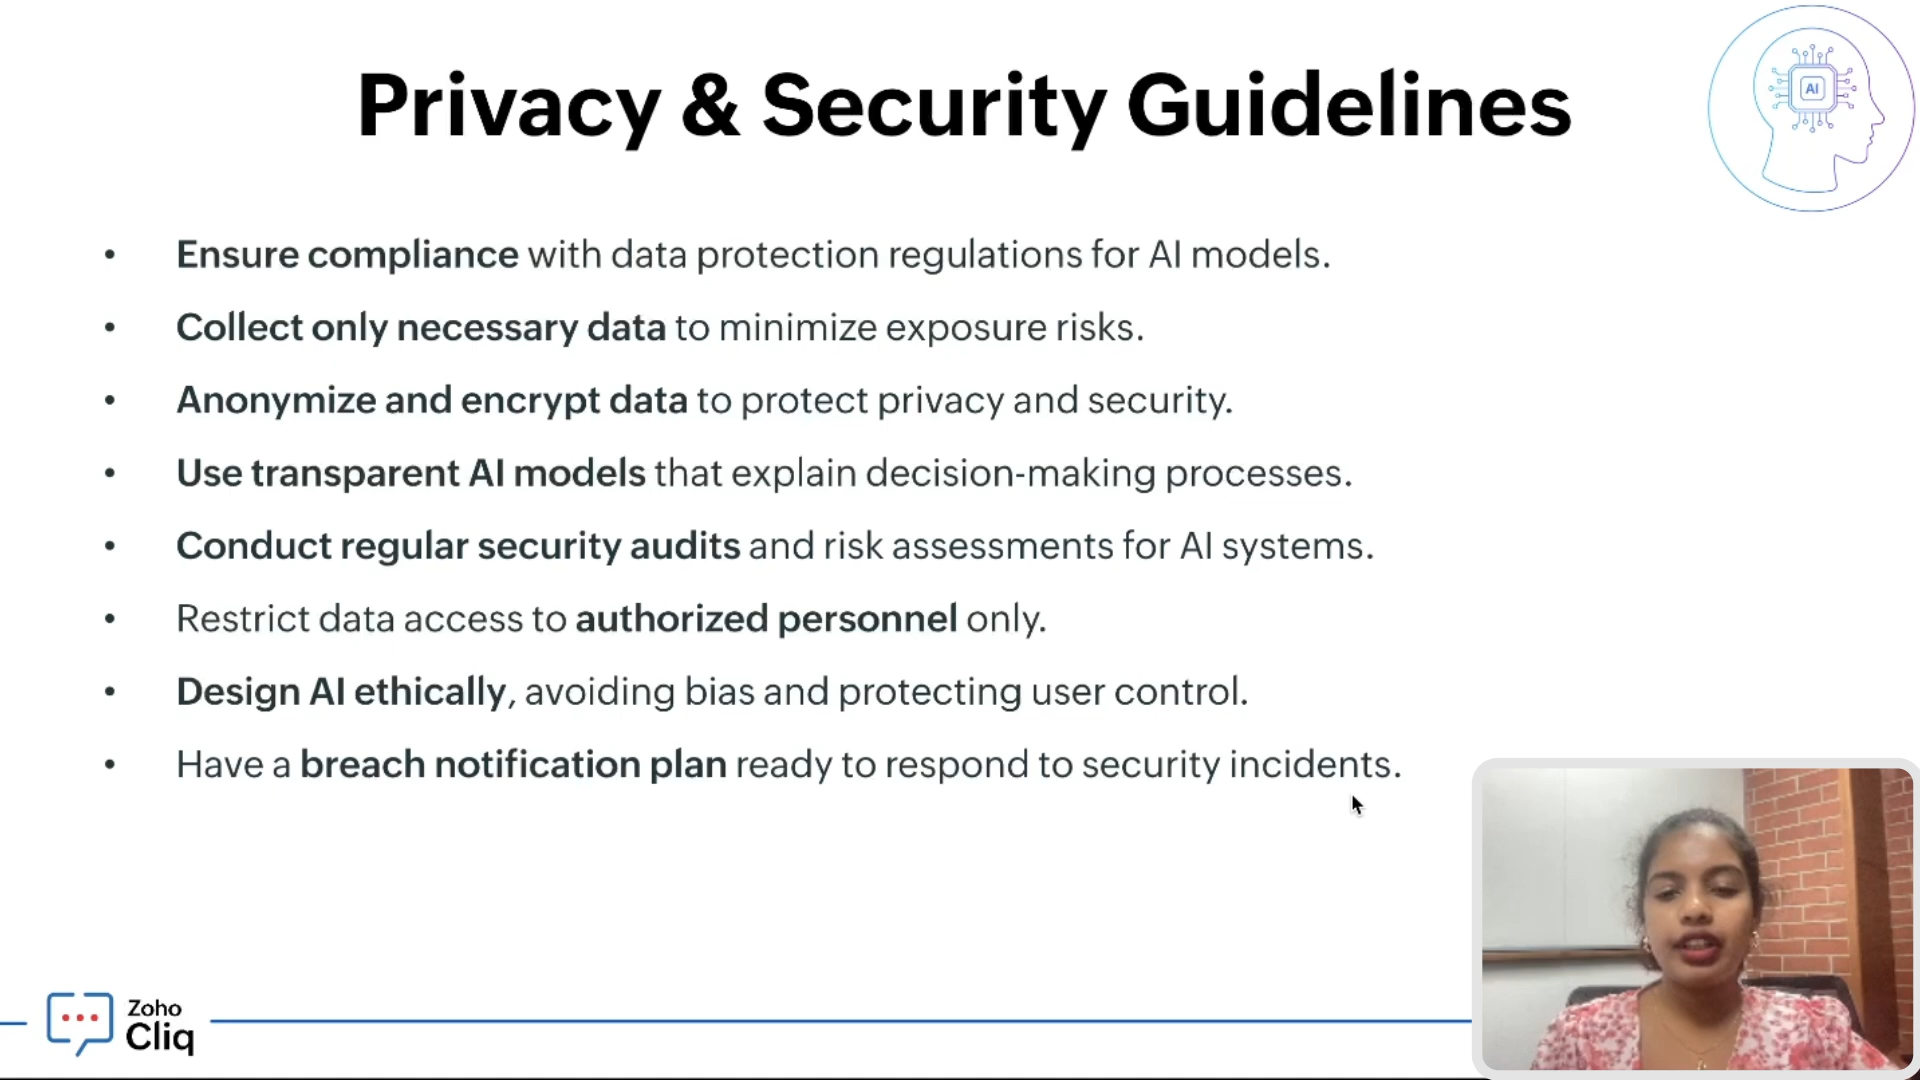 Privacy & Security Guidelines
AI
• Ensure compliance with data protection regulations for AI models.
• Collect only necessary data to minimize exposure risks.
• Anonymize and encrypt data to protect privacy and security.
• Use transparent AI models that explain decision-making processes.
• Conduct regular security audits and risk assessments for AI systems.
• Restrict data access to authorized personnel only.
• Design AI ethically, avoiding bias and protecting user control.
• Have a breach notification plan ready to respond to security incidents.
Zoho
Cliq